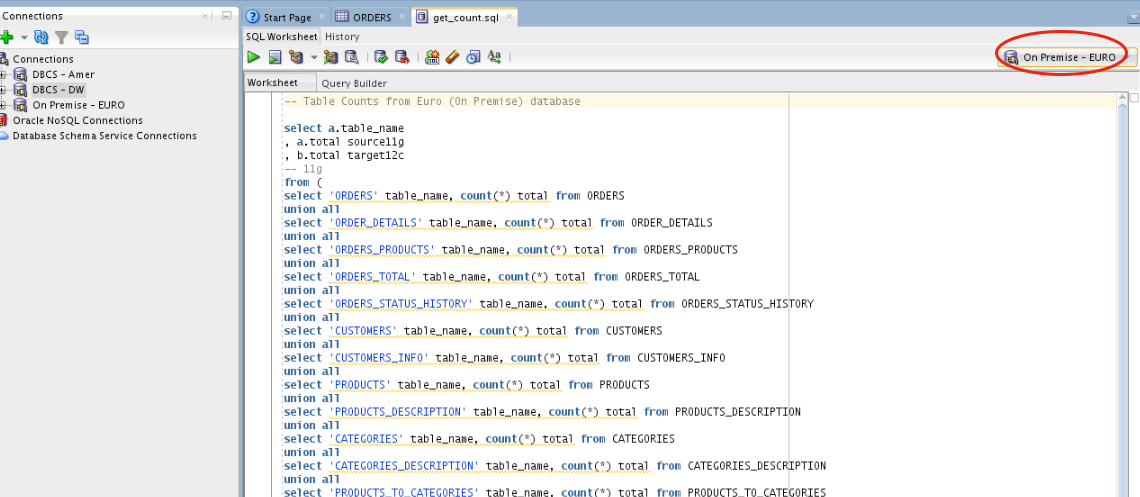 Connections
Start Page
ORDERS
get_count.sql
SQL Worksheet History
Connections
DBCS - Amer
DBCS - DW
On Premise - EURO
Oracle NoSQL Connections
Database Schema Service Connections
On Premise - EURO
Worksheet Query Builder
-- Table Counts from Euro (On Premise) database
select a.table_name
, a.total source11g
, b.total target12c
-- 11g
from (
select 'ORDERS' table_name, count(*) total from ORDERS
union all
select 'ORDER_DETAILS' table_name, count(*) total from ORDER_DETAILS
union all
select 'ORDERS_PRODUCTS' table_name, count(*) total from ORDERS_PRODUCTS
union all
select 'ORDERS_TOTAL' table_name, count(*) total from ORDERS_TOTAL
union all
select 'ORDERS_STATUS_HISTORY' table_name, count(*) total from ORDERS_STATUS_HISTORY
union all
select 'CUSTOMERS' table_name, count(*) total from CUSTOMERS
union all
select 'CUSTOMERS_INFO' table_name, count(*) total from CUSTOMERS_INFO
union all
select 'PRODUCTS' table_name, count(*) total from PRODUCTS
union all
select 'PRODUCTS_DESCRIPTION' table_name, count(*) total from PRODUCTS_DESCRIPTION
union all
select 'CATEGORIES' table_name, count(*) total from CATEGORIES
union all
select 'CATEGORIES_DESCRIPTION' table_name, count(*) total from CATEGORIES_DESCRIPTION
union all
select 'PRODUCTS_TO_CATEGORIES' table_name, count(*) total from PRODUCTS_TO_CATEGORIES